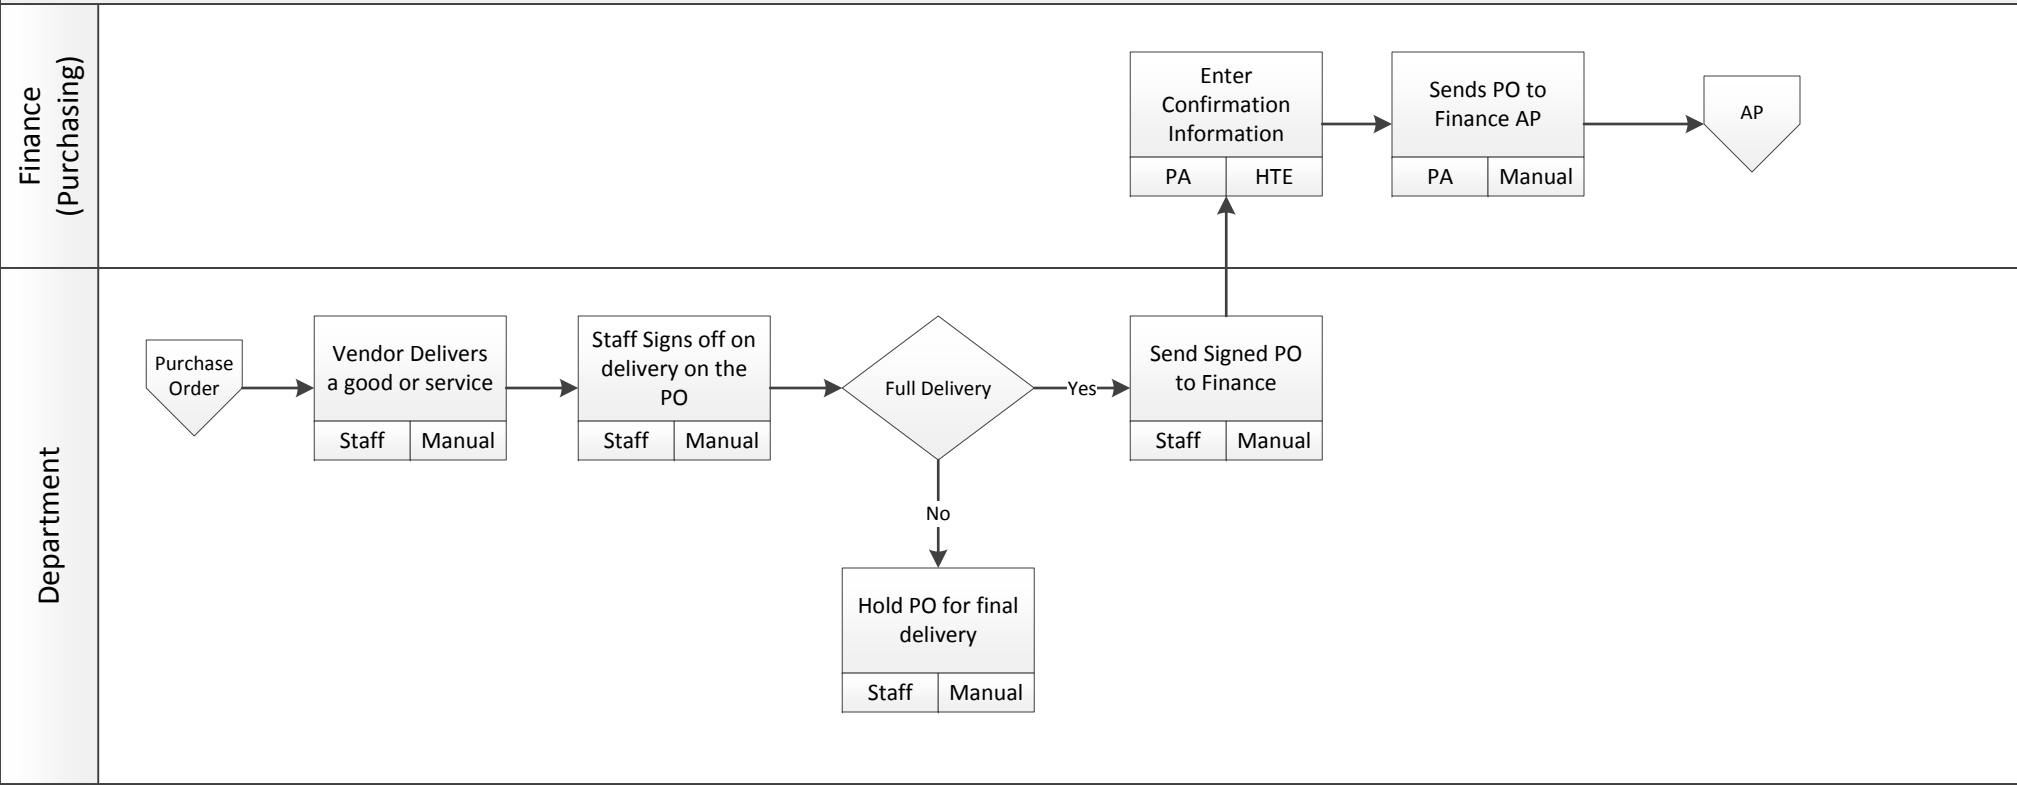 Finance
(Purchasing)
Enter
Confirmation
Information
PA HTE
Sends PO to
Finance AP
PA Manual
AP
Department
Purchase
Order
Vendor Delivers
a good or service
Staff Manual
Staff Signs off on
delivery on the
PO
Staff Manual
Full Delivery
Yes
Send Signed PO
to Finance
Staff Manual
No
Hold PO for final
delivery
Staff Manual